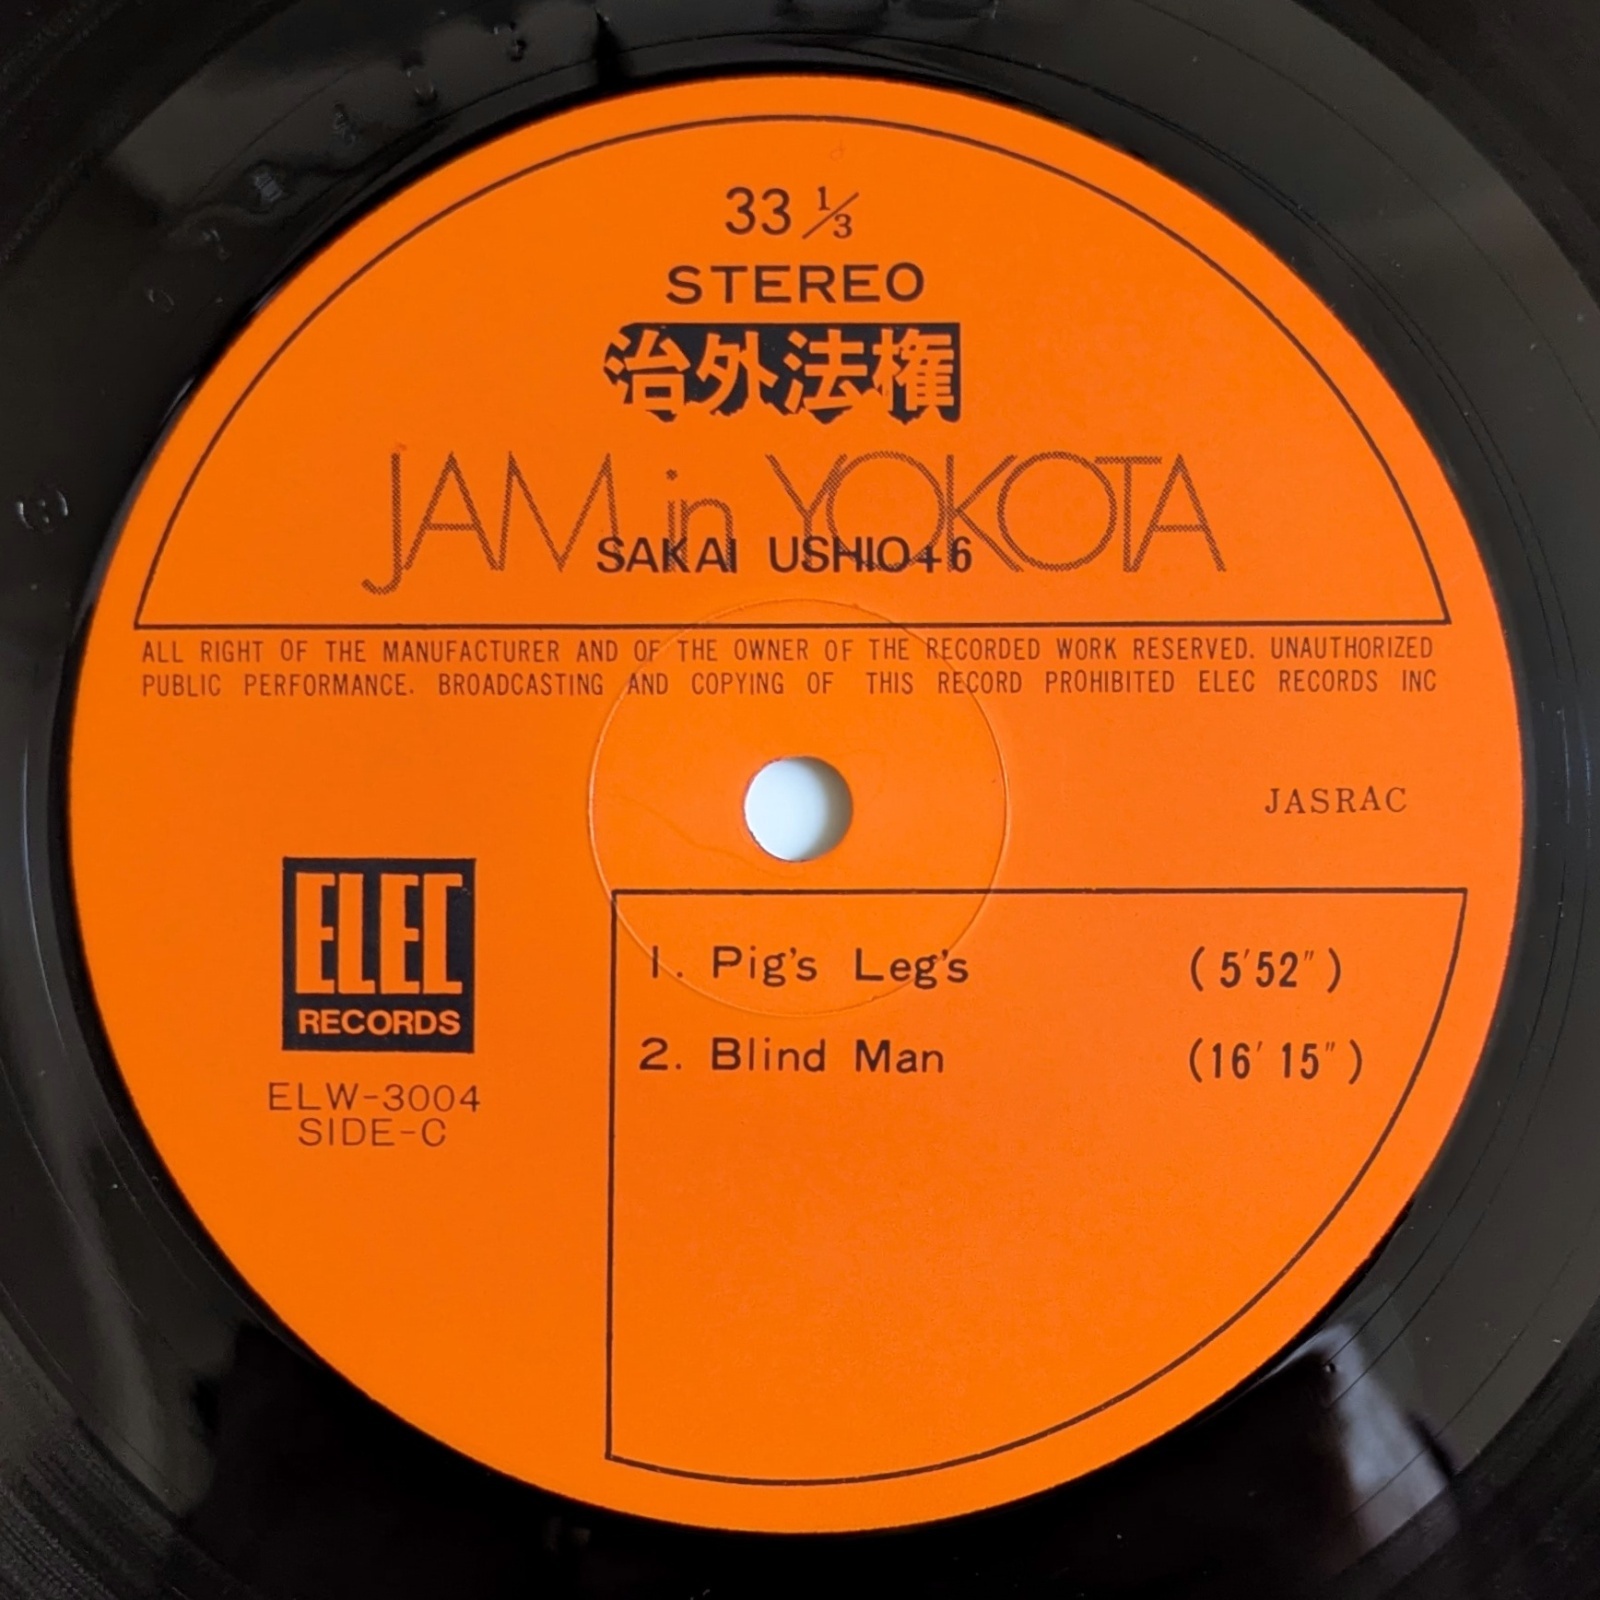 33 1/3
STEREO
治外法権
JAM in YOKOTA
SAKAI USHIO+6
ALL RIGHT OF THE MANUFACTURER AND OF THE OWNER OF THE RECORDED WORK RESERVED. UNAUTHORIZED
PUBLIC PERFORMANCE. BROADCASTING AND COPYING OF THIS RECORD PROHIBITED ELEC RECORDS INC
JASRAC
ELEC
RECORDS
ELW-3004
SIDE-C
1. Pig's Leg's (5'52")
2. Blind Man (16'15")